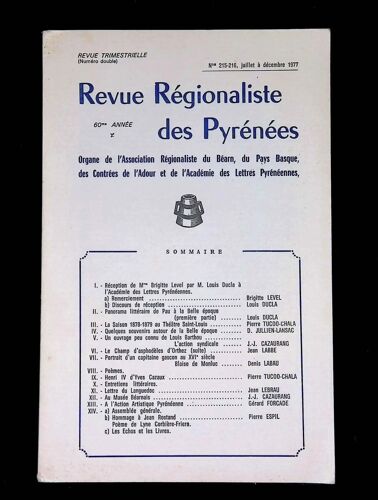 REVUE TRIMESTRIELLE
(Numéro double)
Nos 215-216, juillet à décembre 1977
Revue Régionaliste
60me ANNÉE
des Pyrénées
Organe de l'Association Régionaliste du Béarn, du Pays Basque,
des Contrées de l'Adour et de l'Académie des Lettres Pyrénéennes,
SOMMAIRE
I. - Réception de Mme Brigitte Level par M. Louis Ducla à
l'Académie des Lettres Pyrénéennes.
a) Remerciement ........ Brigitte LEVEL
b) Discours de réception ........ Louis DUCLA
II. - Panorama littéraire de Pau à la Belle époque
(première partie) ........ Louis DUCLA
III. - La Saison 1878-1879 au Théâtre Saint-Louis ........ Pierre TUCOO-CHALA
IV. - Quelques souvenirs autour de la Belle époque ........ D. JULLIEN-LANSAC
V. - Un ouvrage peu connu de Louis Barthou :
L'action syndicale ........ J.-J. CAZAURANG
VI. - Le Champ d'asphodèles d'Orthez (suite) ........ Jean LABBE
VII. - Portrait d'un capitaine gascon au XVIe siècle
Blaise de Monluc ........ Denis LABAU
VIII. - Poèmes.
IX. - Henri IV d'Yves Cazaux ........ Pierre TUCOO-CHALA
X. - Entretiens littéraires.
XI. - Lettre du Languedoc ........ Jean LEBRAU
XII. - Au Musée Béarnais ........ J.-J. CAZAURANG
XIII. - A l'Action Artistique Pyrénéenne ........ Gérard FORCADE
XIV. - a) Assemblée générale.
b) Hommage à Jean Rostand ........ Pierre ESPIL
Poème de Lyne Corbière-Fricra.
c) Les Echos et les Livres.